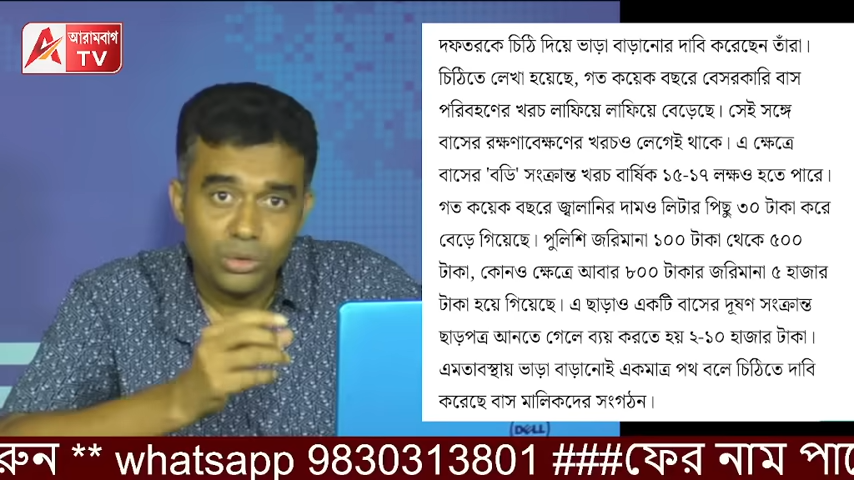 আরামবাগ
TV
দফতরকে চিঠি দিয়ে ভাড়া বাড়ানোর দাবি করেছেন তাঁরা।
চিঠিতে লেখা হয়েছে, গত কয়েক বছরে বেসরকারি বাস
পরিবহণের খরচ লাফিয়ে লাফিয়ে বেড়েছে। সেই সঙ্গে
বাসের রক্ষণাবেক্ষণের খরচও লেগেই থাকে। এ ক্ষেত্রে
বাসের 'বডি' সংক্রান্ত খরচ বার্ষিক ১৫-১৭ লক্ষও হতে পারে।
গত কয়েক বছরে জ্বালানির দামও লিটার পিছু ৩০ টাকা করে
বেড়ে গিয়েছে। পুলিশি জরিমানা ১০০ টাকা থেকে ৫০০
টাকা, কোনও ক্ষেত্রে আবার ৮০০ টাকার জরিমানা ৫ হাজার
টাকা হয়ে গিয়েছে। এ ছাড়াও একটি বাসের দূষণ সংক্রান্ত
ছাড়পত্র আনতে গেলে ব্যয় করতে হয় ২-১০ হাজার টাকা।
এমতাবস্থায় ভাড়া বাড়ানোই একমাত্র পথ বলে চিঠিতে দাবি
করেছে বাস মালিকদের সংগঠন।
DELL
রুন ** whatsapp 9830313801 ###ফের নাম পা